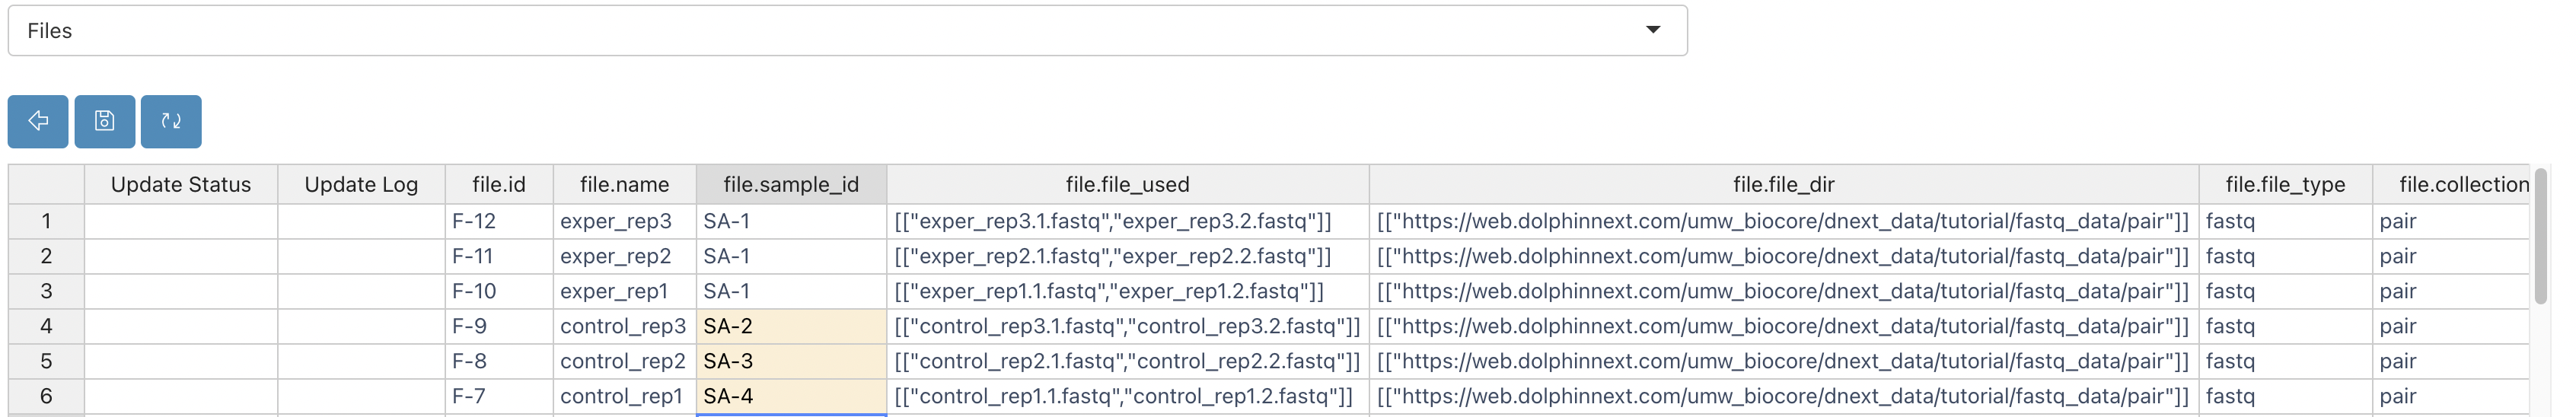 Files
Update Status Update Log file.id file.name file.sample_id file.file_used file.file_dir file.file_type file.collection
1 F-12 exper_rep3 SA-1 [["exper_rep3.1.fastq","exper_rep3.2.fastq"]] [["https://web.dolphinnext.com/umw_biocore/dnext_data/tutorial/fastq_data/pair"]] fastq pair
2 F-11 exper_rep2 SA-1 [["exper_rep2.1.fastq","exper_rep2.2.fastq"]] [["https://web.dolphinnext.com/umw_biocore/dnext_data/tutorial/fastq_data/pair"]] fastq pair
3 F-10 exper_rep1 SA-1 [["exper_rep1.1.fastq","exper_rep1.2.fastq"]] [["https://web.dolphinnext.com/umw_biocore/dnext_data/tutorial/fastq_data/pair"]] fastq pair
4 F-9 control_rep3 SA-2 [["control_rep3.1.fastq","control_rep3.2.fastq"]] [["https://web.dolphinnext.com/umw_biocore/dnext_data/tutorial/fastq_data/pair"]] fastq pair
5 F-8 control_rep2 SA-3 [["control_rep2.1.fastq","control_rep2.2.fastq"]] [["https://web.dolphinnext.com/umw_biocore/dnext_data/tutorial/fastq_data/pair"]] fastq pair
6 F-7 control_rep1 SA-4 [["control_rep1.1.fastq","control_rep1.2.fastq"]] [["https://web.dolphinnext.com/umw_biocore/dnext_data/tutorial/fastq_data/pair"]] fastq pair